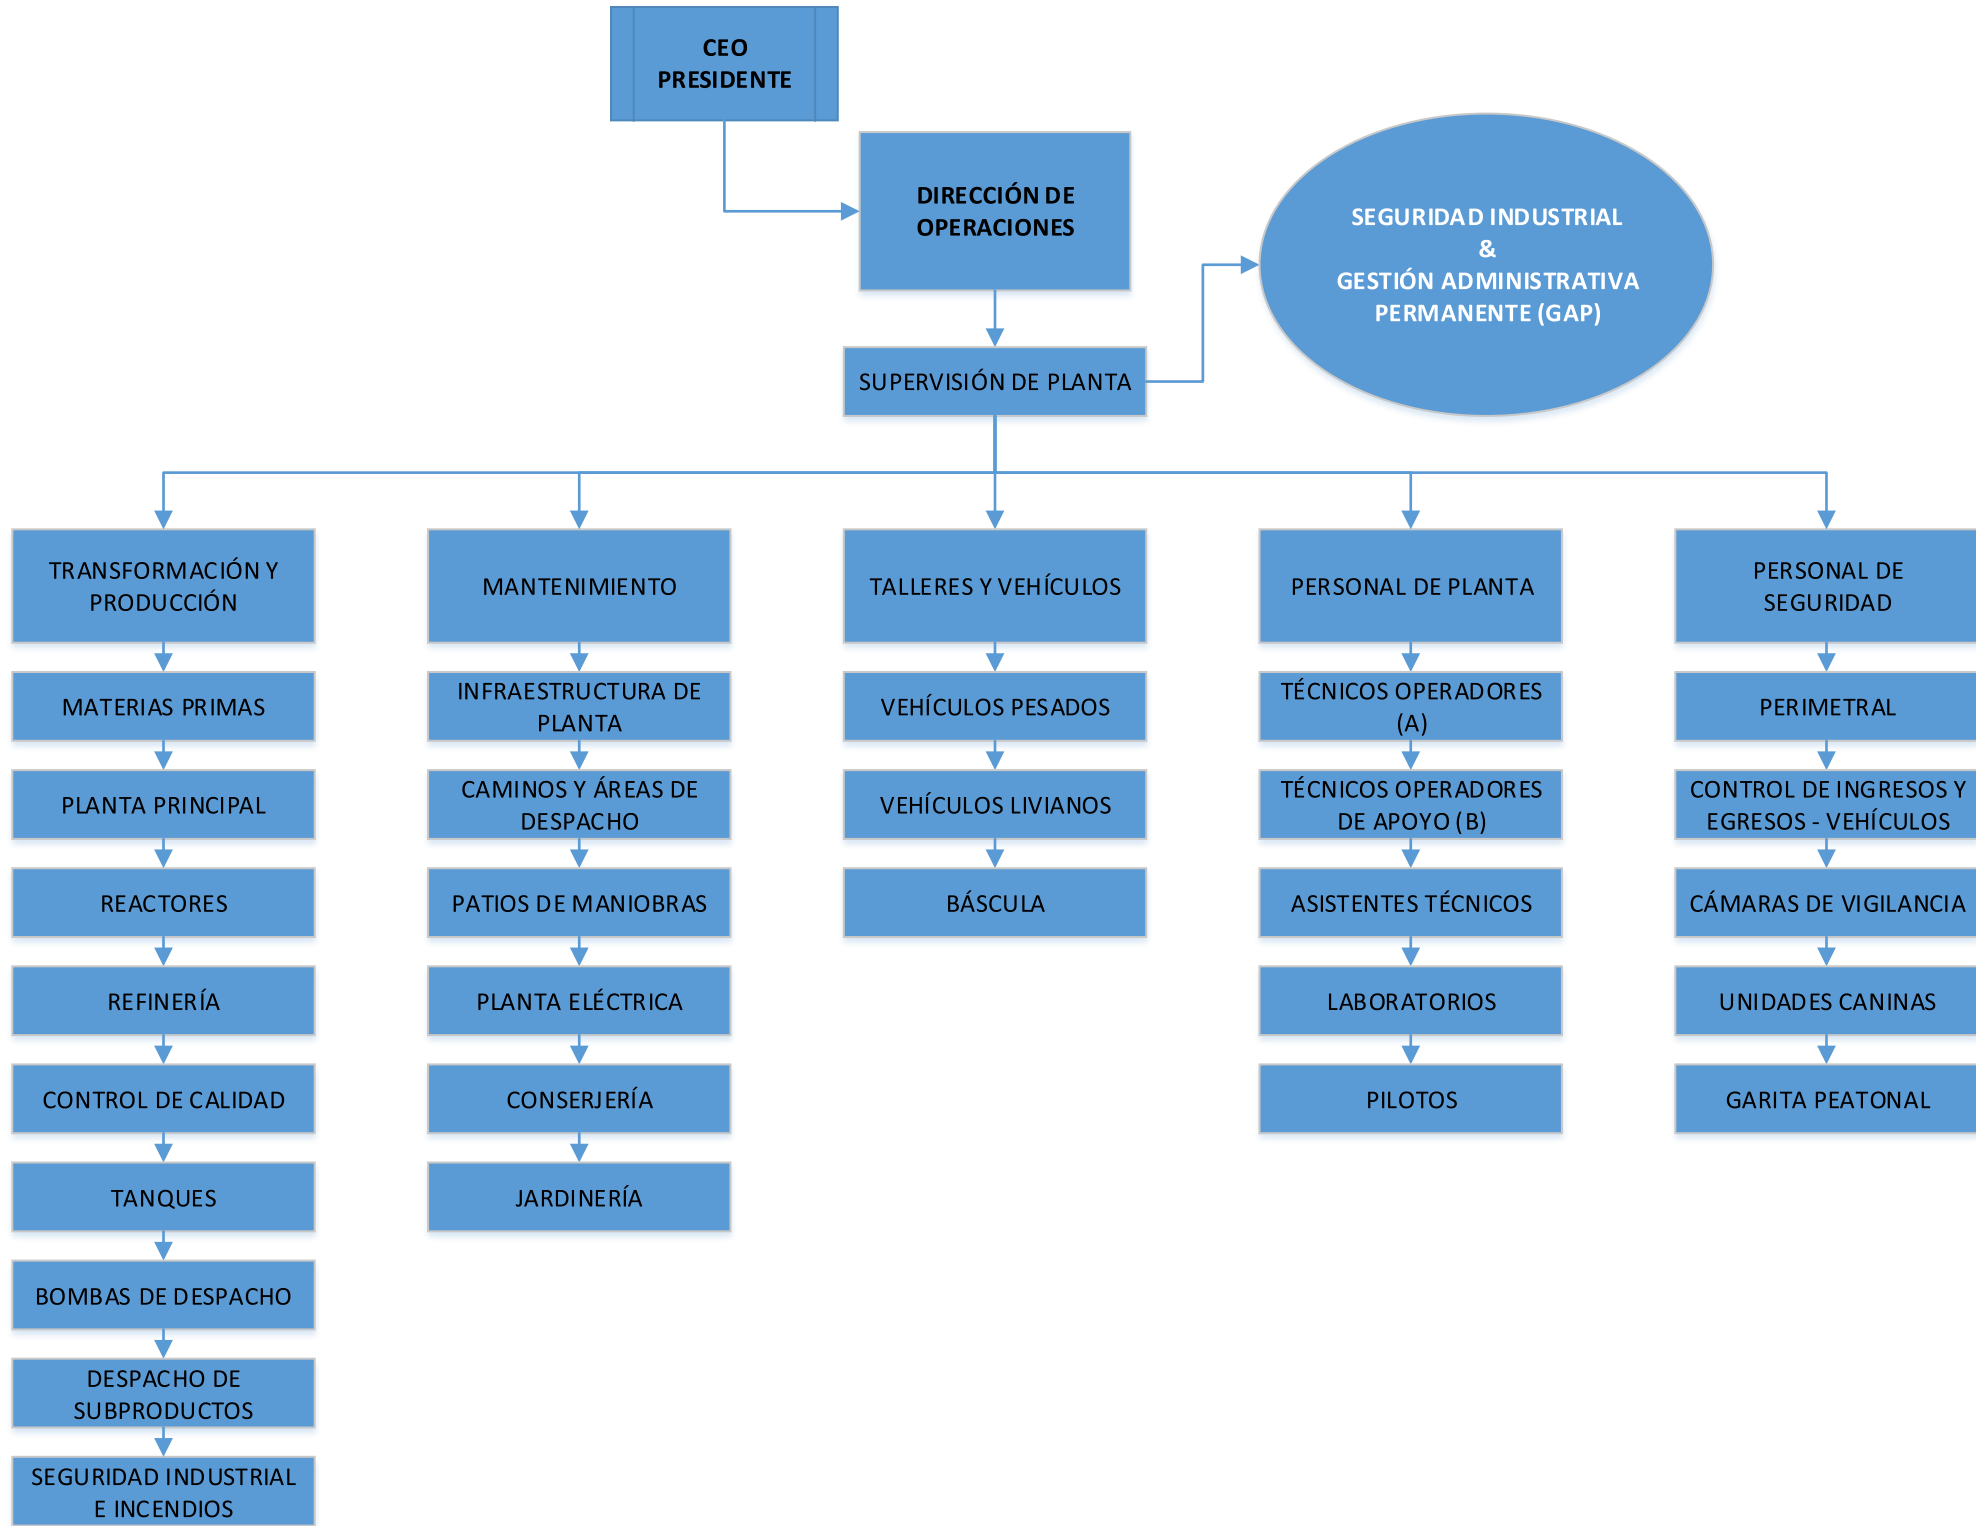 CEO
PRESIDENTE
DIRECCIÓN DE
OPERACIONES
SEGURIDAD INDUSTRIAL
&
GESTIÓN ADMINISTRATIVA
PERMANENTE (GAP)
SUPERVISIÓN DE PLANTA
TRANSFORMACIÓN Y
PRODUCCIÓN
MATERIAS PRIMAS
PLANTA PRINCIPAL
REACTORES
REFINERÍA
CONTROL DE CALIDAD
TANQUES
BOMBAS DE DESPACHO
DESPACHO DE
SUBPRODUCTOS
SEGURIDAD INDUSTRIAL
E INCENDIOS
MANTENIMIENTO
INFRAESTRUCTURA DE
PLANTA
CAMINOS Y ÁREAS DE
DESPACHO
PATIOS DE MANIOBRAS
PLANTA ELÉCTRICA
CONSERJERÍA
JARDINERÍA
TALLERES Y VEHÍCULOS
VEHÍCULOS PESADOS
VEHÍCULOS LIVIANOS
BÁSCULA
PERSONAL DE PLANTA
TÉCNICOS OPERADORES
(A)
TÉCNICOS OPERADORES
DE APOYO (B)
ASISTENTES TÉCNICOS
LABORATORIOS
PILOTOS
PERSONAL DE
SEGURIDAD
PERIMETRAL
CONTROL DE INGRESOS Y
EGRESOS - VEHÍCULOS
CÁMARAS DE VIGILANCIA
UNIDADES CANINAS
GARITA PEATONAL